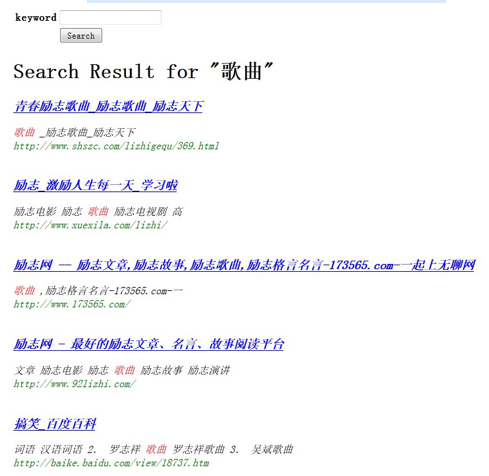 keyword
Search
Search Result for "歌曲"
青春励志歌曲_励志歌曲_励志天下
歌曲 _励志歌曲_励志天下
http://www.shszc.com/lizhigequ/369.html
励志_激励人生每一天_学习啦
励志电影 励志 歌曲 励志电视剧 高
http://www.xuexila.com/lizhi/
励志网 -- 励志文章,励志故事,励志歌曲,励志格言名言-173565.com-一起上无聊网
歌曲 ,励志格言名言-173565.com-一
http://www.173565.com/
励志网 - 最好的励志文章、名言、故事阅读平台
文章 励志电影 励志 歌曲 励志故事 励志演讲
http://www.92lizhi.com/
搞笑_百度百科
词语 汉语词语 2. 罗志祥 歌曲 罗志祥歌曲 3. 吴斌歌曲
http://baike.baidu.com/view/18737.htm